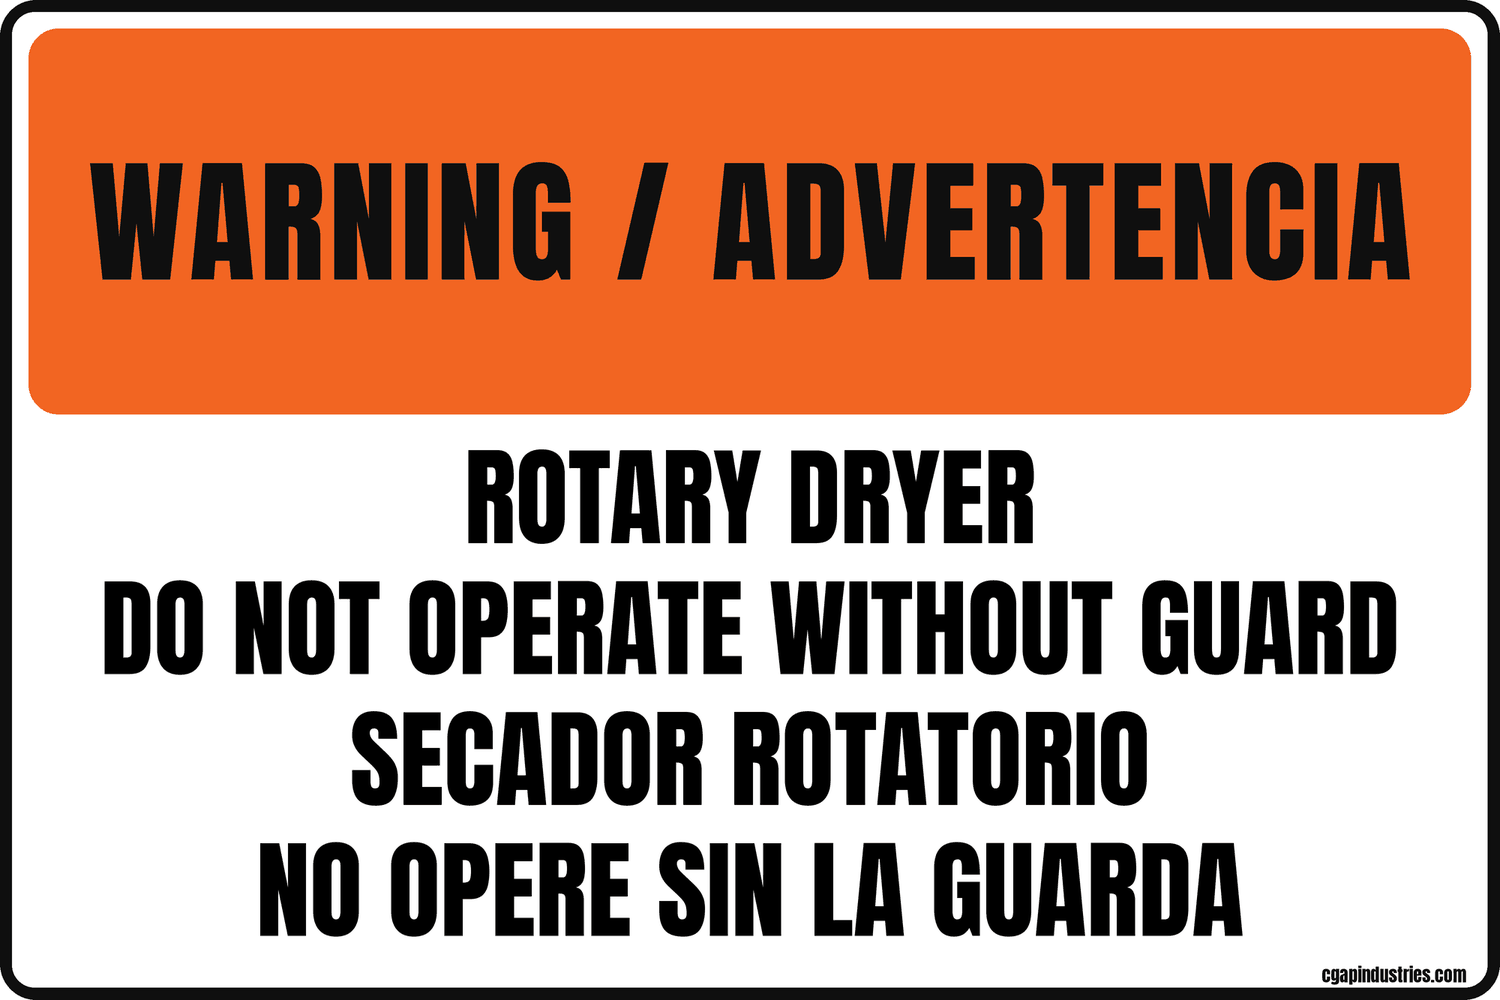 WARNING / ADVERTENCIA
ROTARY DRYER
DO NOT OPERATE WITHOUT GUARD
SECADOR ROTATORIO
NO OPERE SIN LA GUARDA
cgapindustries.com